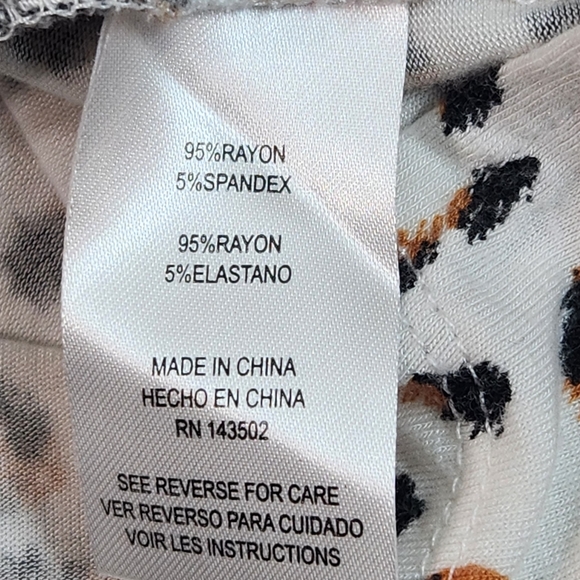 95%RAYON
5%SPANDEX
95%RAYON
5%ELASTANO
MADE IN CHINA
HECHO EN CHINA
RN 143502
SEE REVERSE FOR CARE
VER REVERSO PARA CUIDADO
VOIR LES INSTRUCTIONS